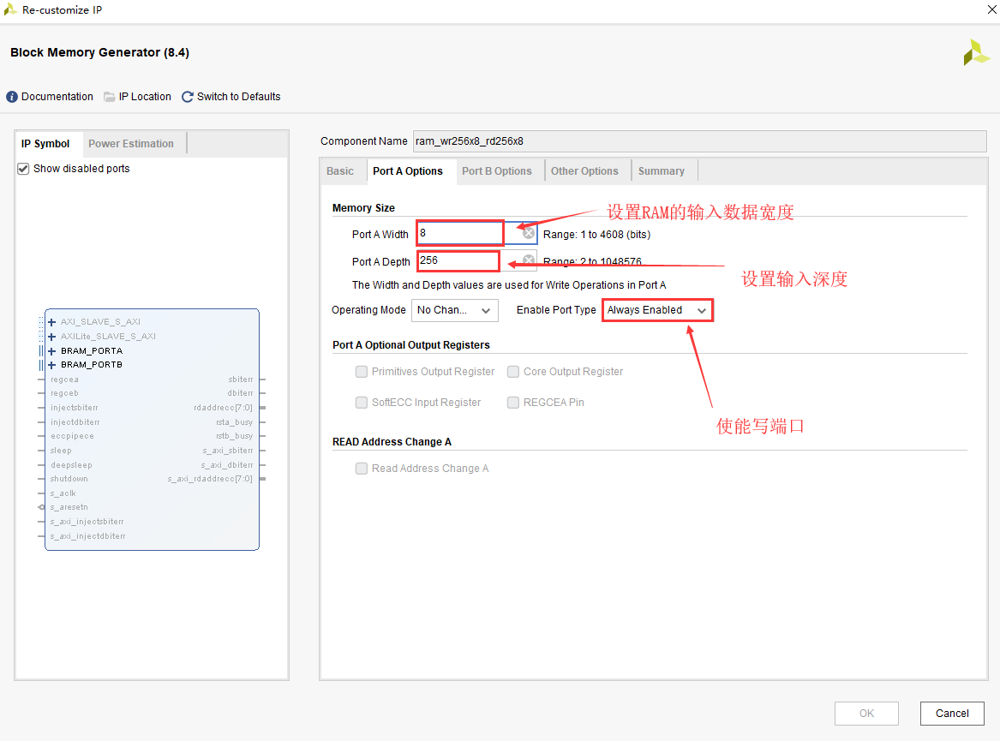 Re-customize IP
Block Memory Generator (8.4)
Documentation IP Location Switch to Defaults
IP Symbol Power Estimation
Show disabled ports
AXI_SLAVE_S_AXI
AXILite_SLAVE_S_AXI
BRAM_PORTA
BRAM_PORTB
regcea sbiterr
regceb dbiterr
injectsbiterr rdaddrecc[7:0]
injectdbiterr rsta_busy
eccpipece rstb_busy
sleep s_axi_sbiterr
deepsleep s_axi_dbiterr
shutdown s_axi_rdaddrecc[7:0]
s_aclk
s_aresetn
s_axi_injectsbiterr
s_axi_injectdbiterr
Component Name ram_wr256x8_rd256x8
Basic Port A Options Port B Options Other Options Summary
Memory Size
设置RAM的输入数据宽度
Port A Width 8 Range: 1 to 4608 (bits)
Port A Depth 256 Range: 2 to 1048576
设置输入深度
The Width and Depth values are used for Write Operations in Port A
Operating Mode No Chan... Enable Port Type Always Enabled
Port A Optional Output Registers
Primitives Output Register Core Output Register
SoftECC Input Register REGCEA Pin
使能写端口
READ Address Change A
Read Address Change A
OK Cancel